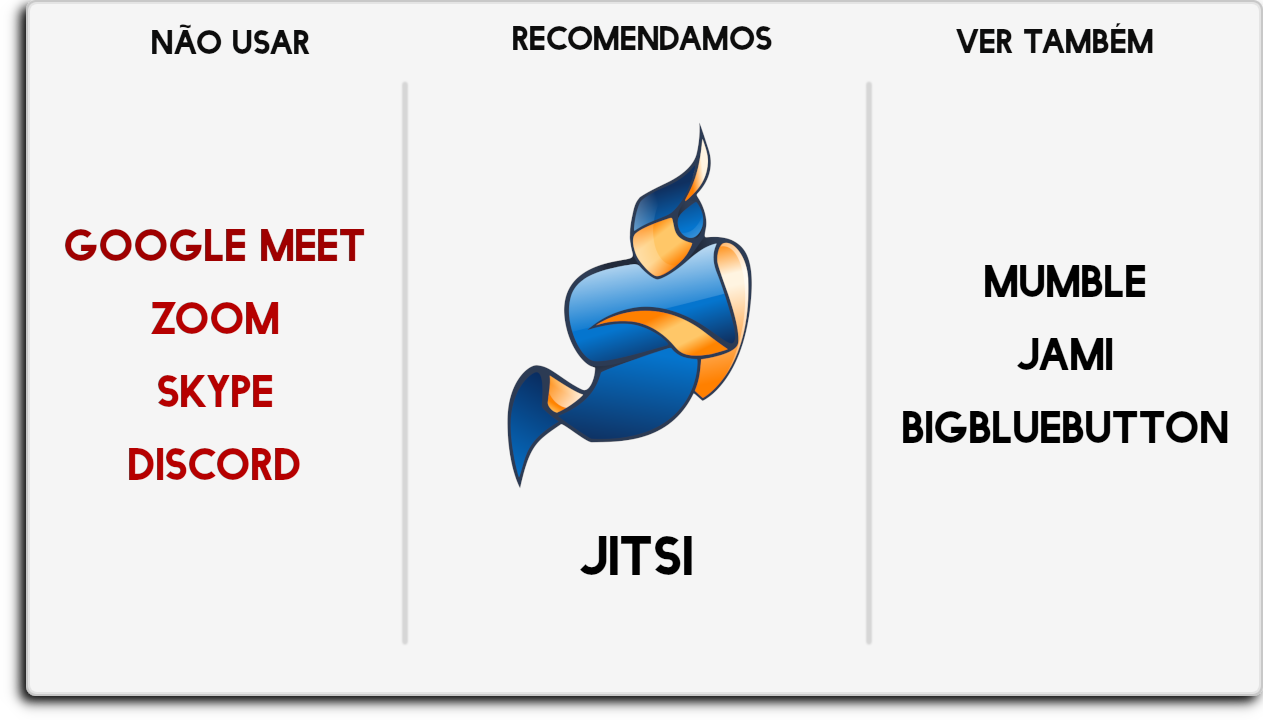 NÃO USAR
GOOGLE MEET
ZOOM
SKYPE
DISCORD
RECOMENDAMOS
JITSI
VER TAMBÉM
MUMBLE
JAMI
BIGBLUEBUTTON